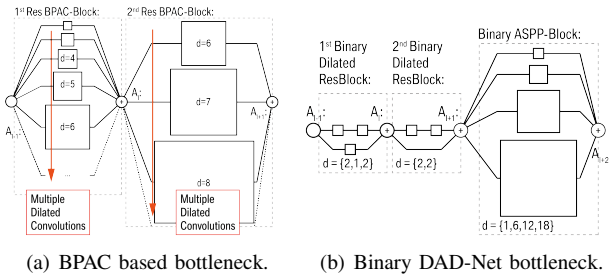 1st Res BPAC-Block:
d=4
d=5
d=6
Ai-1:
Multiple
Dilated
Convolutions
2nd Res BPAC-Block:
d=6
Ai:
d=7
Ai+1:
d=8
Multiple
Dilated
Convolutions
(a) BPAC based bottleneck.
1st Binary
Dilated
ResBlock:
2nd Binary
Dilated
ResBlock:
Binary ASPP-Block:
Ai-1:
Ai:
Ai+1:
Ai+2
d = {2,1,2}
d = {2,2}
d = {1,6,12,18}
(b) Binary DAD-Net bottleneck.